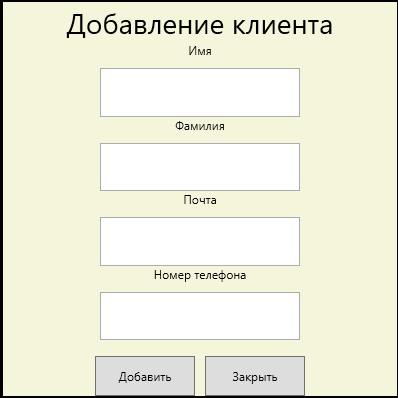 Добавление клиента
Имя
Фамилия
Почта
Номер телефона
Добавить
Закрыть